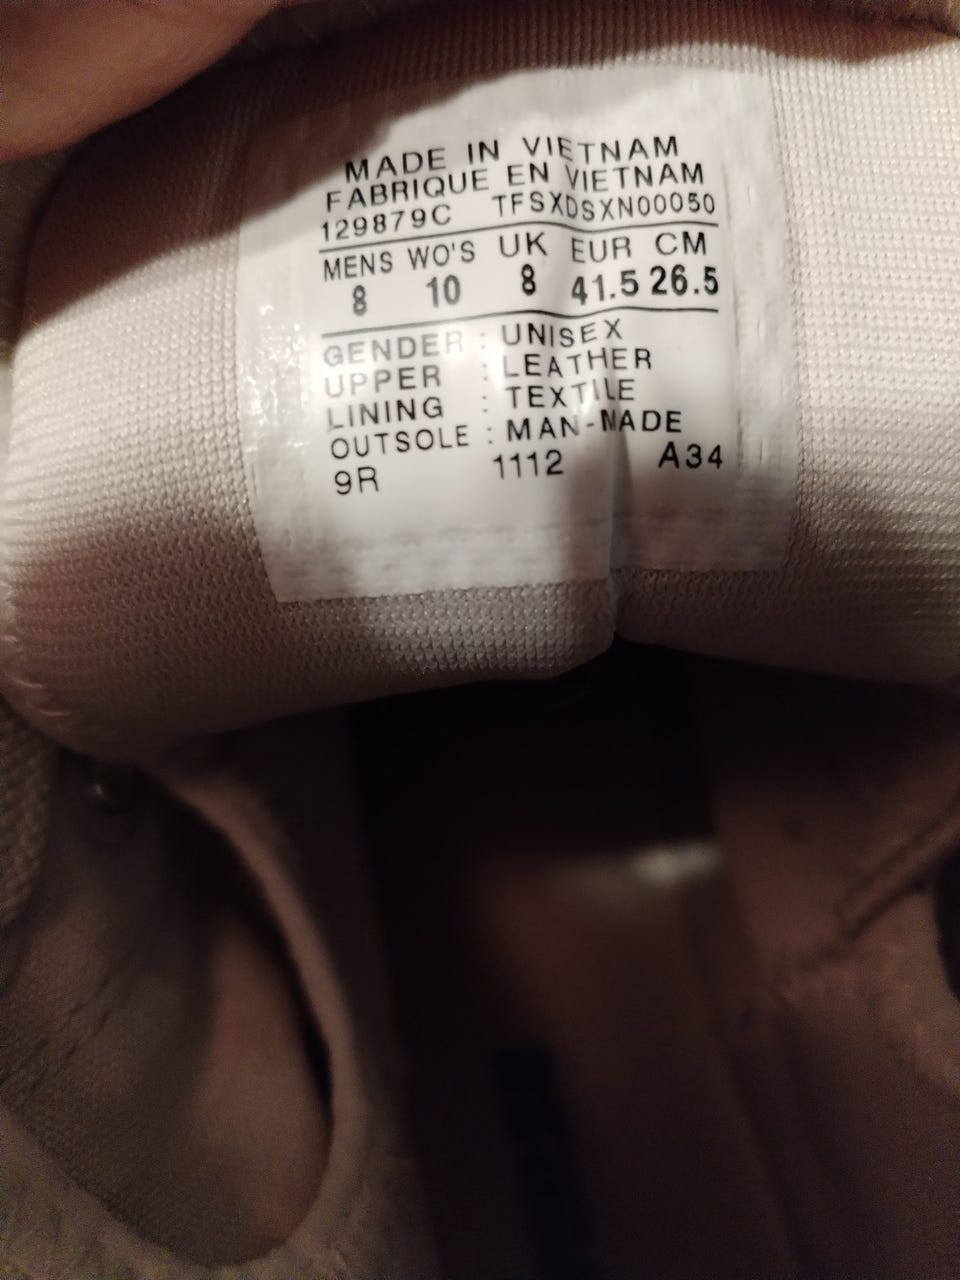 MADE IN VIETNAM
FABRIQUE EN VIETNAM
129879C TFSXDSXN00050
MENS WO'S UK EUR CM
8 10 8 41.5 26.5
GENDER : UNISEX
UPPER : LEATHER
LINING : TEXTILE
OUTSOLE : MAN-MADE
9R 1112 A34